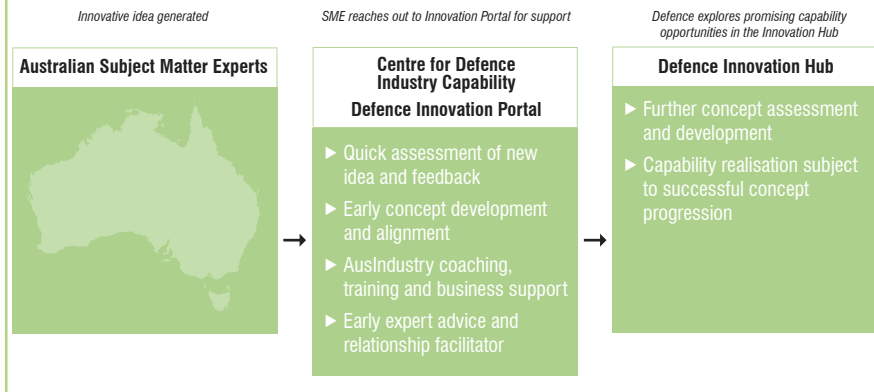 Innovative idea generated
Australian Subject Matter Experts
SME reaches out to Innovation Portal for support
Centre for Defence
Industry Capability
Defence Innovation Portal
▶ Quick assessment of new
idea and feedback
▶ Early concept development
and alignment
▶ AusIndustry coaching,
training and business support
▶ Early expert advice and
relationship facilitator
Defence explores promising capability
opportunities in the Innovation Hub
Defence Innovation Hub
▶ Further concept assessment
and development
▶ Capability realisation subject
to successful concept
progression